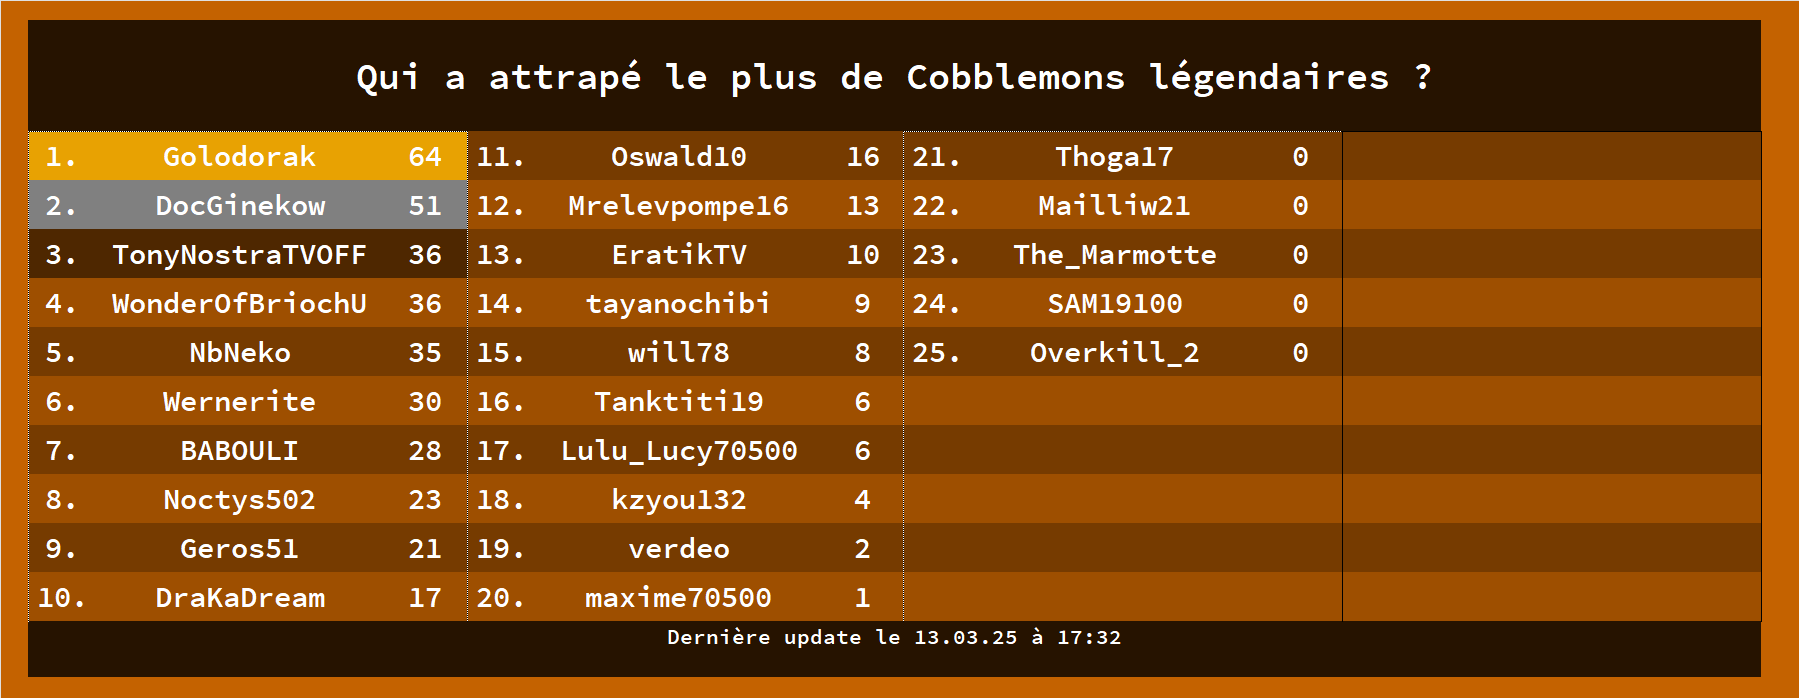 Qui a attrapé le plus de Cobblemons légendaires ?
1. Golodorak 64
2. DocGinekow 51
3. TonyNostraTVOFF 36
4. WonderOfBriochU 36
5. NbNeko 35
6. Wernerite 30
7. BABOULI 28
8. Noctys502 23
9. Geros51 21
10. DraKaDream 17
11. Oswald10 16
12. Mrelevpompe16 13
13. EratikTV 10
14. tayanochibi 9
15. will78 8
16. Tanktiti19 6
17. Lulu_Lucy70500 6
18. kzyou132 4
19. verdeo 2
20. maxime70500 1
21. Thoga17 0
22. Mailliw21 0
23. The_Marmotte 0
24. SAM19100 0
25. Overkill_2 0
Dernière update le 13.03.25 à 17:32